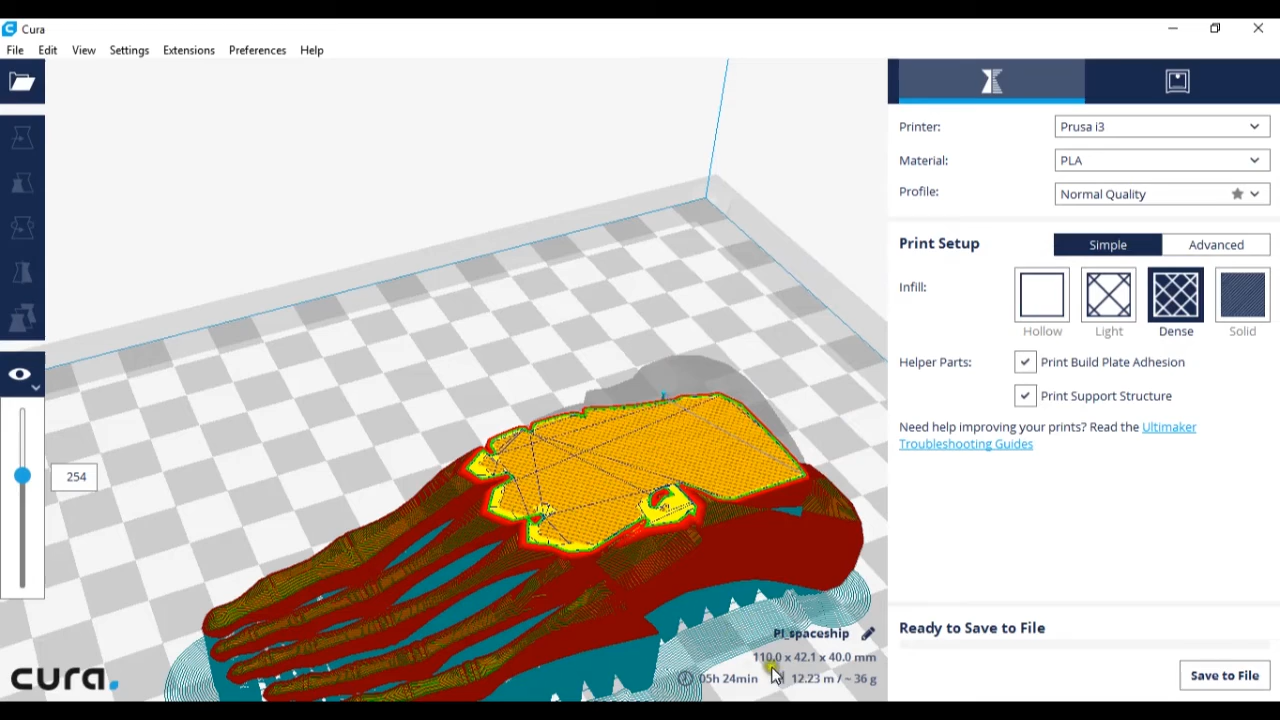 Cura
File Edit View Settings Extensions Preferences Help
Printer: Prusa i3
Material: PLA
Profile: Normal Quality
Print Setup Simple Advanced
Infill:
Hollow Light Dense Solid
Helper Parts: Print Build Plate Adhesion
Print Support Structure
Need help improving your prints? Read the Ultimaker
Troubleshooting Guides
254
PI_spaceship
110.0 x 42.1 x 40.0 mm
05h 24min 12.23 m / ~ 36 g
Ready to Save to File
Save to File
cura.